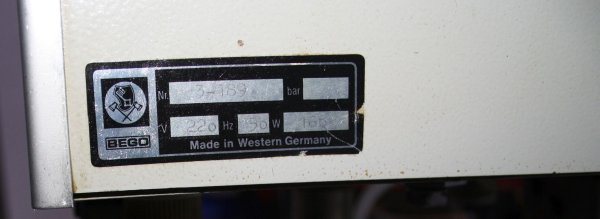 Nr. 3-189 bar
V 220 Hz 50 W
BEGO
Made in Western Germany